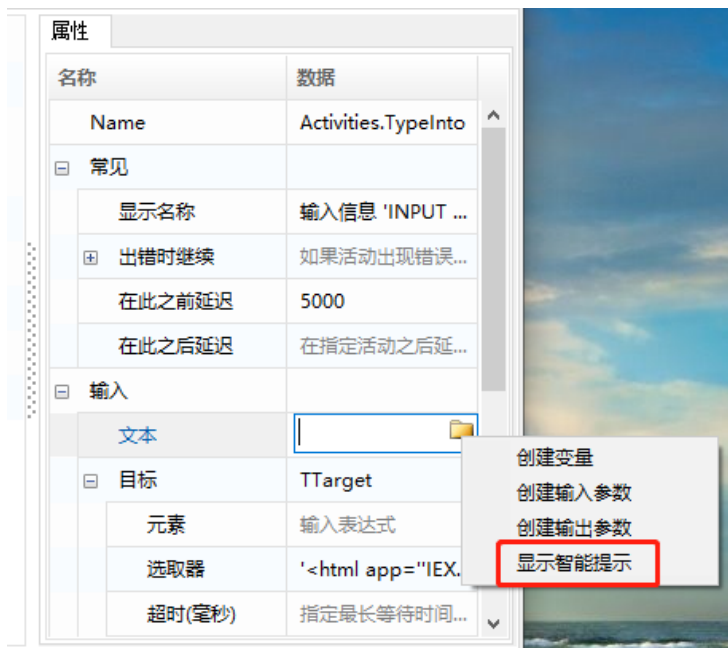 属性
名称 数据
Name Activities.TypeInto
常见
显示名称 输入信息 'INPUT ...
出错时继续 如果活动出现错误...
在此之前延迟 5000
在此之后延迟 在指定活动之后延...
输入
文本
创建变量
创建输入参数
创建输出参数
显示智能提示
目标 TTarget
元素 输入表达式
选取器 '<html app="IEX.
超时(毫秒) 指定最长等待时间...